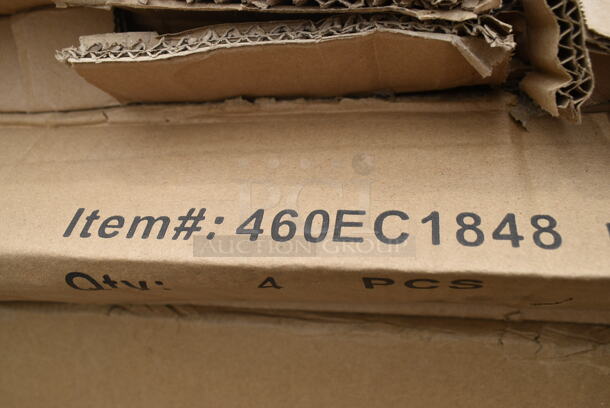 Item#: 460EC1848
Qty: 4 PCS
PCI
AUCTION GROUP